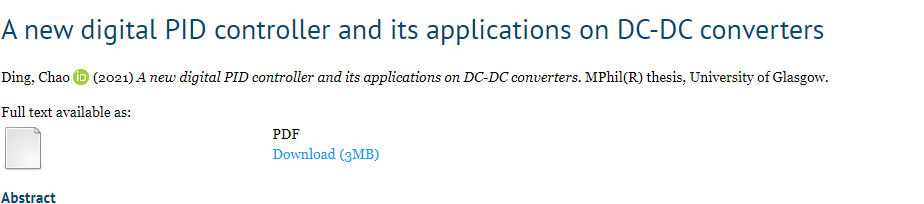 A new digital PID controller and its applications on DC-DC converters
Ding, Chao iD (2021) A new digital PID controller and its applications on DC-DC converters. MPhil(R) thesis, University of Glasgow.
Full text available as:
PDF
Download (3MB)
Abstract